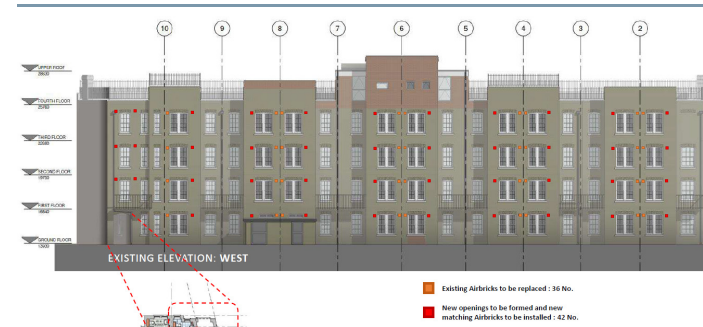 10 9 8 7 6 5 4 3 2
UPPER ROOF
FOURTH FLOOR
THIRD FLOOR
SECOND FLOOR
FIRST FLOOR
GROUND FLOOR
EXISTING ELEVATION: WEST
Existing Airbricks to be replaced : 36 No.
New openings to be formed and new
matching Airbricks to be installed : 42 No.